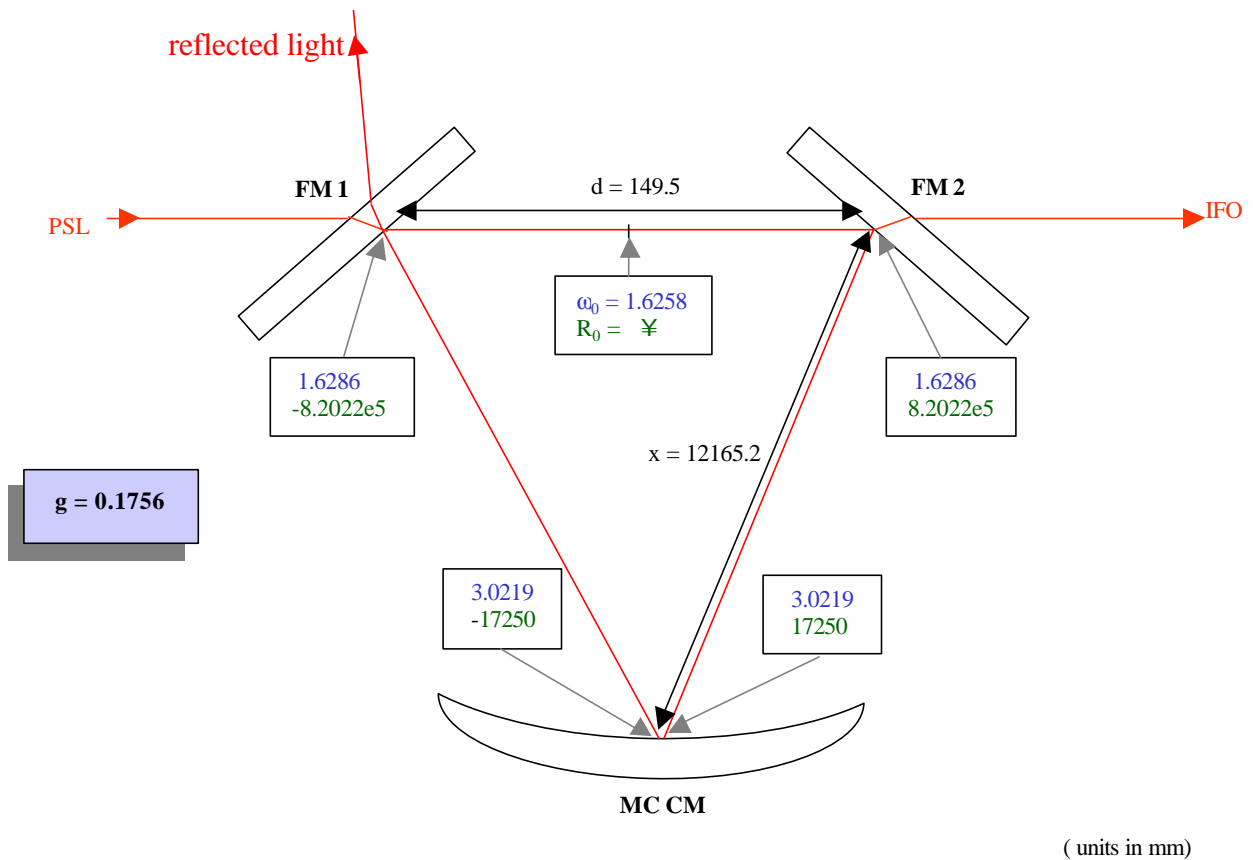 reflected light
FM 1
d = 149.5
FM 2
PSL
IFO
ω₀ = 1.6258
R₀ = ¥
1.6286
-8.2022e5
1.6286
8.2022e5
x = 12165.2
g = 0.1756
3.0219
-17250
3.0219
17250
MC CM
( units in mm)